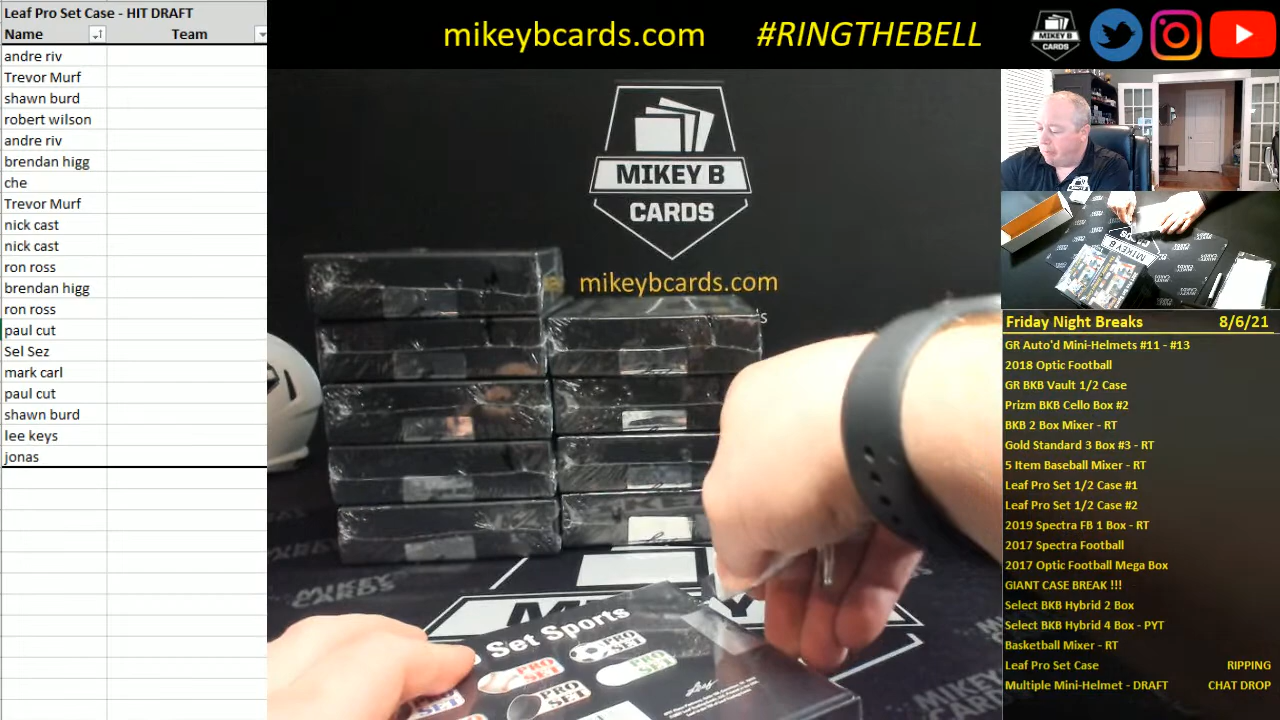 Leaf Pro Set Case - HIT DRAFT
Name Team
andre riv
Trevor Murf
shawn burd
robert wilson
andre riv
brendan higg
che
Trevor Murf
nick cast
nick cast
ron ross
brendan higg
ron ross
paul cut
Sel Sez
mark carl
paul cut
shawn burd
lee keys
jonas
mikeybcards.com #RINGTHEBELL
MIKEY B
CARDS
MIKEY B
CARDS
mikeybcards.com
Set Sports
PRO SET
PRO SET
PRO SET
PRO SET
Leaf
MIKEY B
Friday Night Breaks 8/6/21
GR Auto'd Mini-Helmets #11 - #13
2018 Optic Football
GR BKB Vault 1/2 Case
Prizm BKB Cello Box #2
BKB 2 Box Mixer - RT
Gold Standard 3 Box #3 - RT
5 Item Baseball Mixer - RT
Leaf Pro Set 1/2 Case #1
Leaf Pro Set 1/2 Case #2
2019 Spectra FB 1 Box - RT
2017 Spectra Football
2017 Optic Football Mega Box
GIANT CASE BREAK !!!
Select BKB Hybrid 2 Box
Select BKB Hybrid 4 Box - PYT
Basketball Mixer - RT
Leaf Pro Set Case RIPPING
Multiple Mini-Helmet - DRAFT CHAT DROP